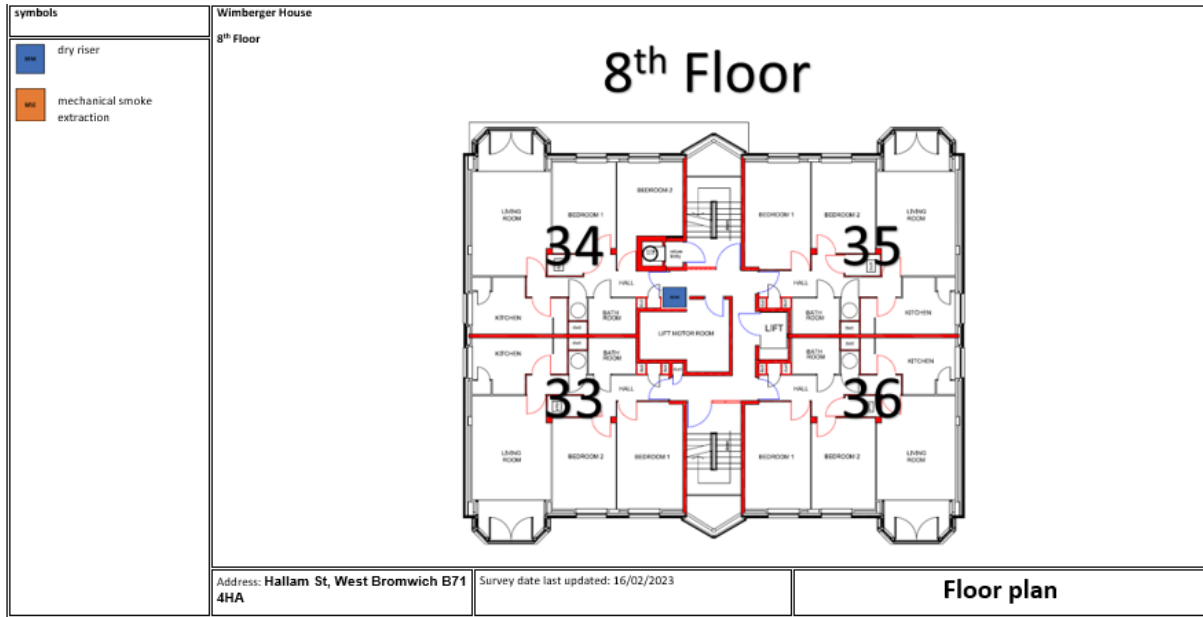 symbols
dry riser
mechanical smoke
extraction
Wimberger House
8th Floor
8th Floor
LIVING
ROOM
BEDROOM 1
BEDROOM 2
34
HALL
KITCHEN
BATH
ROOM
BEDROOM 1
BEDROOM 2
LIVING
ROOM
35
HALL
BATH
ROOM
KITCHEN
LIFT MOTOR ROOM
LIFT
KITCHEN
BATH
ROOM
33
HALL
LIVING
ROOM
BEDROOM 2
BEDROOM 1
BATH
ROOM
KITCHEN
HALL
36
BEDROOM 1
BEDROOM 2
LIVING
ROOM
Address: Hallam St, West Bromwich B71
4HA
Survey date last updated: 16/02/2023
Floor plan